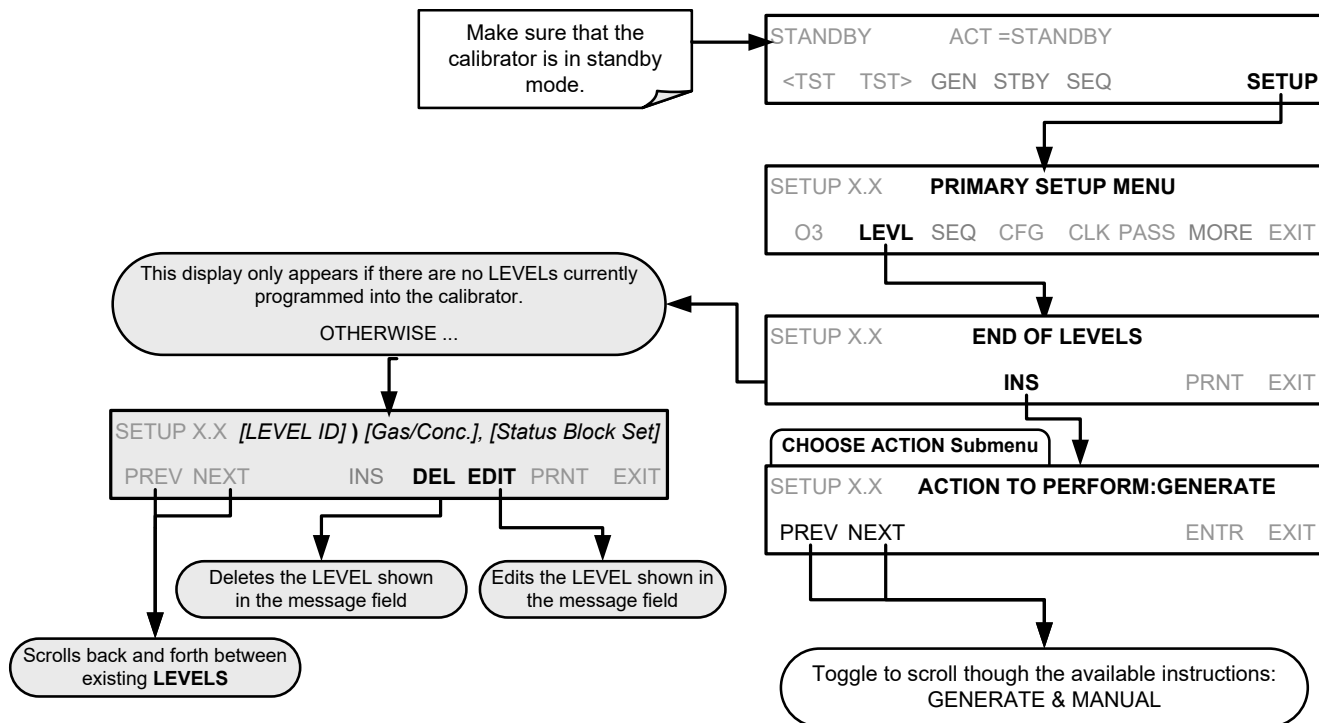 Make sure that the
calibrator is in standby
mode.
STANDBY ACT =STANDBY
<TST TST> GEN STBY SEQ SETUP
SETUP X.X PRIMARY SETUP MENU
O3 LEVL SEQ CFG CLK PASS MORE EXIT
This display only appears if there are no LEVELs currently
programmed into the calibrator.
OTHERWISE ...
SETUP X.X END OF LEVELS
INS PRNT EXIT
SETUP X.X [LEVEL ID] ) [Gas/Conc.], [Status Block Set]
PREV NEXT INS DEL EDIT PRNT EXIT
CHOOSE ACTION Submenu
SETUP X.X ACTION TO PERFORM:GENERATE
PREV NEXT ENTR EXIT
Deletes the LEVEL shown
in the message field
Edits the LEVEL shown in
the message field
Scrolls back and forth between
existing LEVELS
Toggle to scroll though the available instructions:
GENERATE & MANUAL